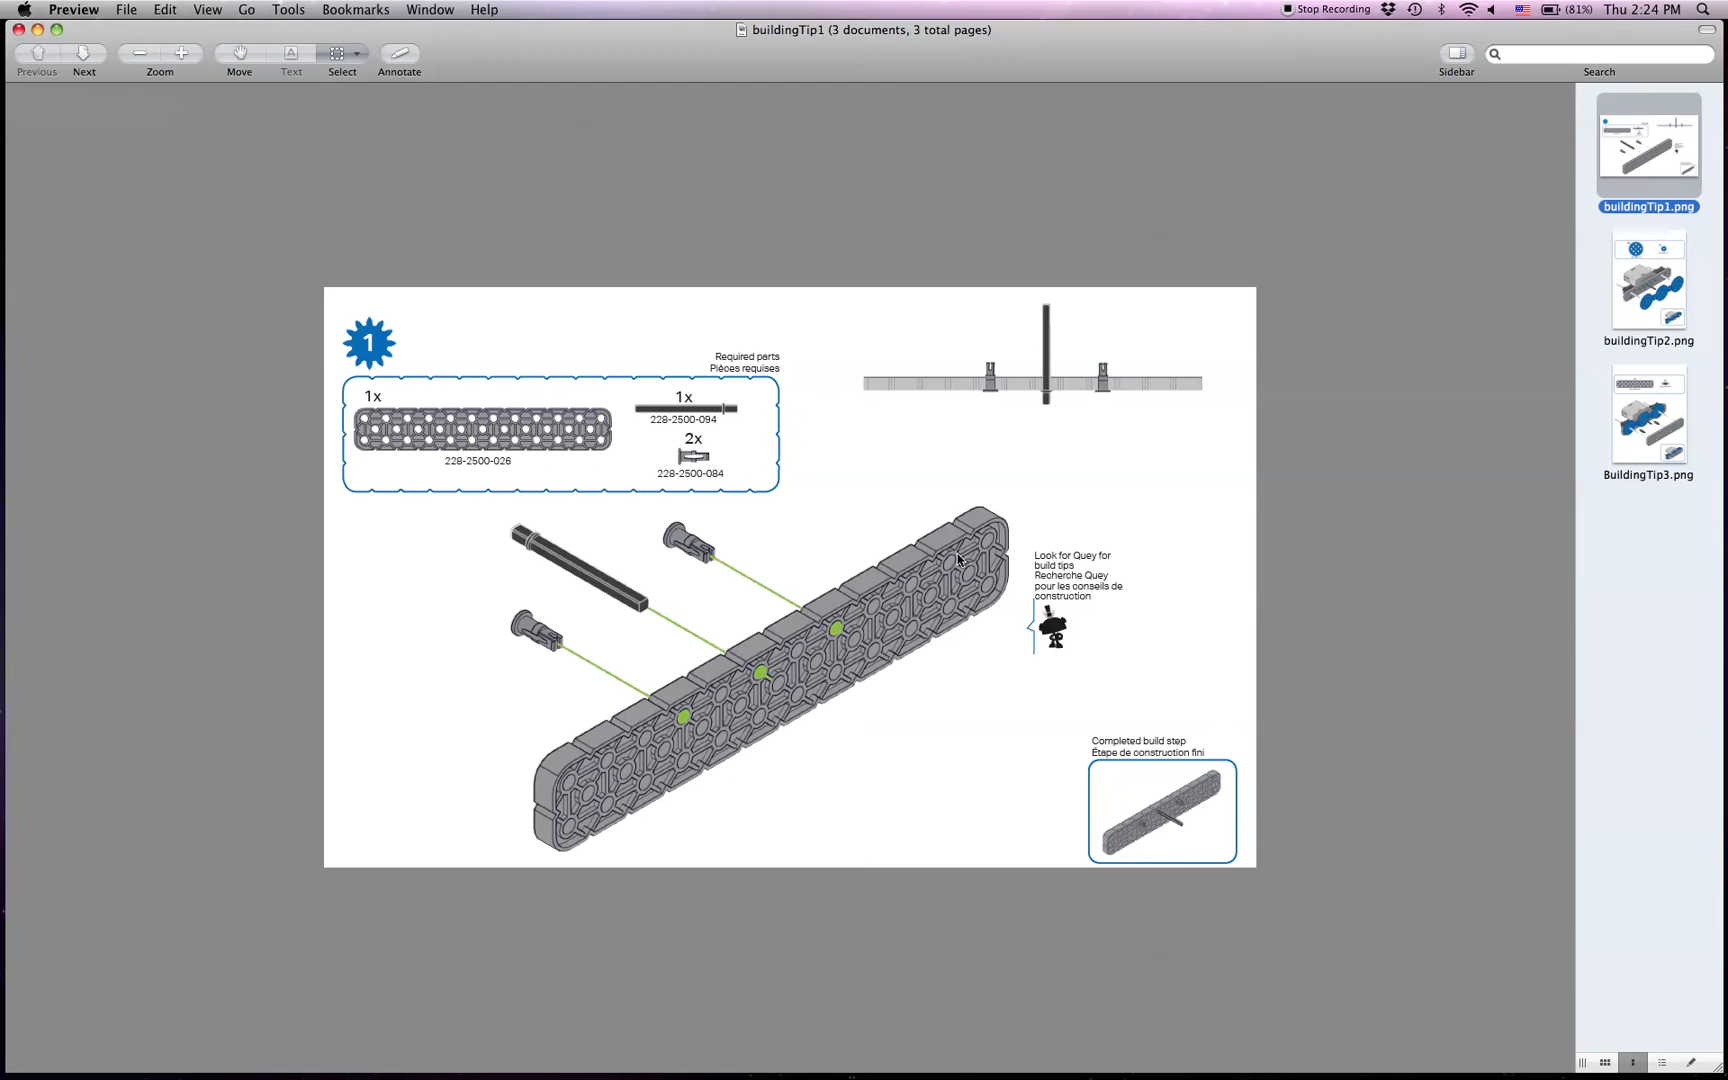 Preview File Edit View Go Tools Bookmarks Window Help
Stop Recording (81%) Thu 2:24 PM
buildingTip1 (3 documents, 3 total pages)
Previous Next Zoom Move Text Select Annotate Sidebar Search
1
Required parts
Pièces requises
1x
228-2500-026
1x
228-2500-094
2x
228-2500-084
Look for Quey for
build tips
Recherche Quey
pour les conseils de
construction
Completed build step
Étape de construction fini
buildingTip1.png
buildingTip2.png
BuildingTip3.png